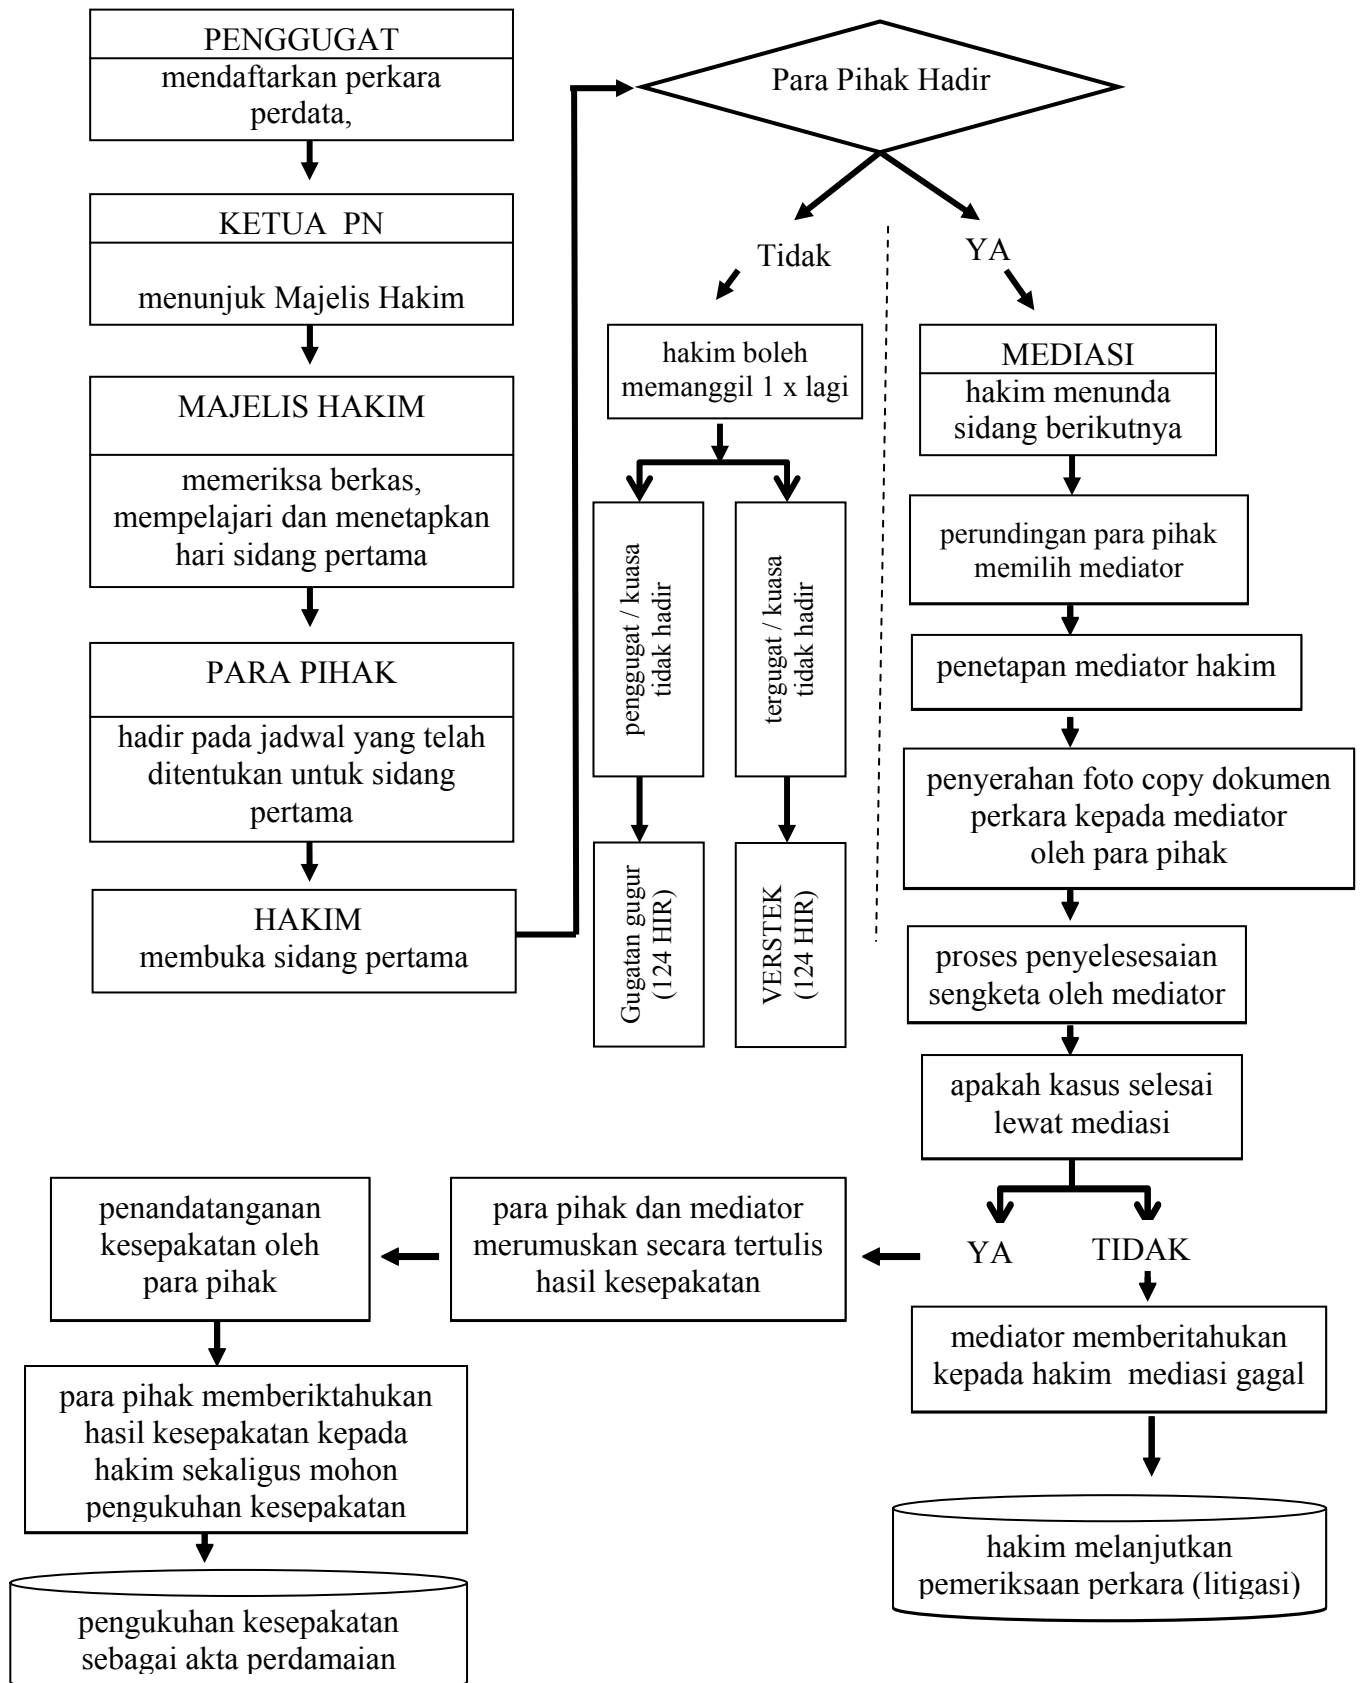 PENGGUGAT
mendaftarkan perkara
perdata,
KETUA PN
menunjuk Majelis Hakim
MAJELIS HAKIM
memeriksa berkas,
mempelajari dan menetapkan
hari sidang pertama
PARA PIHAK
hadir pada jadwal yang telah
ditentukan untuk sidang
pertama
HAKIM
membuka sidang pertama
Para Pihak Hadir
Tidak
YA
hakim boleh
memanggil 1 x lagi
penggugat / kuasa
tidak hadir
tergugat / kuasa
tidak hadir
Gugatan gugur
(124 HIR)
VERSTEK
(124 HIR)
MEDIASI
hakim menunda
sidang berikutnya
perundingan para pihak
memilih mediator
penetapan mediator hakim
penyerahan foto copy dokumen
perkara kepada mediator
oleh para pihak
proses penyelesesaian
sengketa oleh mediator
apakah kasus selesai
lewat mediasi
YA
TIDAK
para pihak dan mediator
merumuskan secara tertulis
hasil kesepakatan
penandatanganan
kesepakatan oleh
para pihak
para pihak memberiktahukan
hasil kesepakatan kepada
hakim sekaligus mohon
pengukuhan kesepakatan
pengukuhan kesepakatan
sebagai akta perdamaian
mediator memberitahukan
kepada hakim mediasi gagal
hakim melanjutkan
pemeriksaan perkara (litigasi)